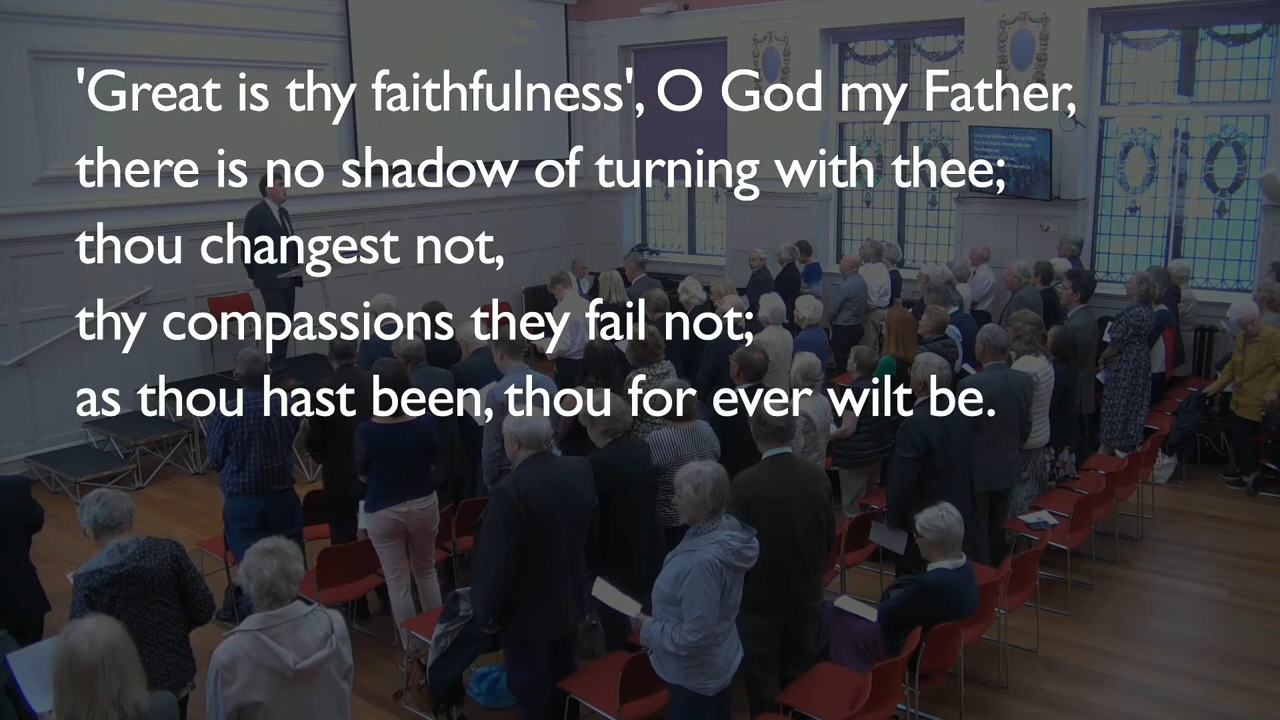 'Great is thy faithfulness', O God my Father,
there is no shadow of turning with thee;
thou changest not,
thy compassions they fail not;
as thou hast been, thou for ever wilt be.